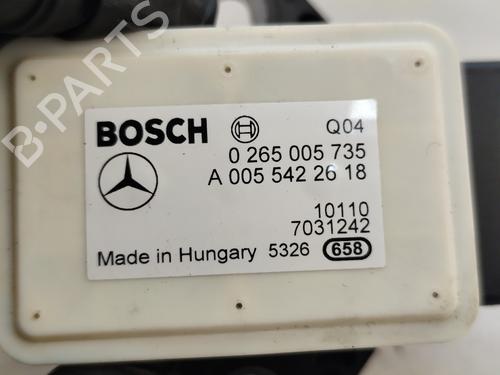 BOSCH Q04
0 265 005 735
A 005 542 26 18
10110
7031242
Made in Hungary 5326 658
B-PARTS